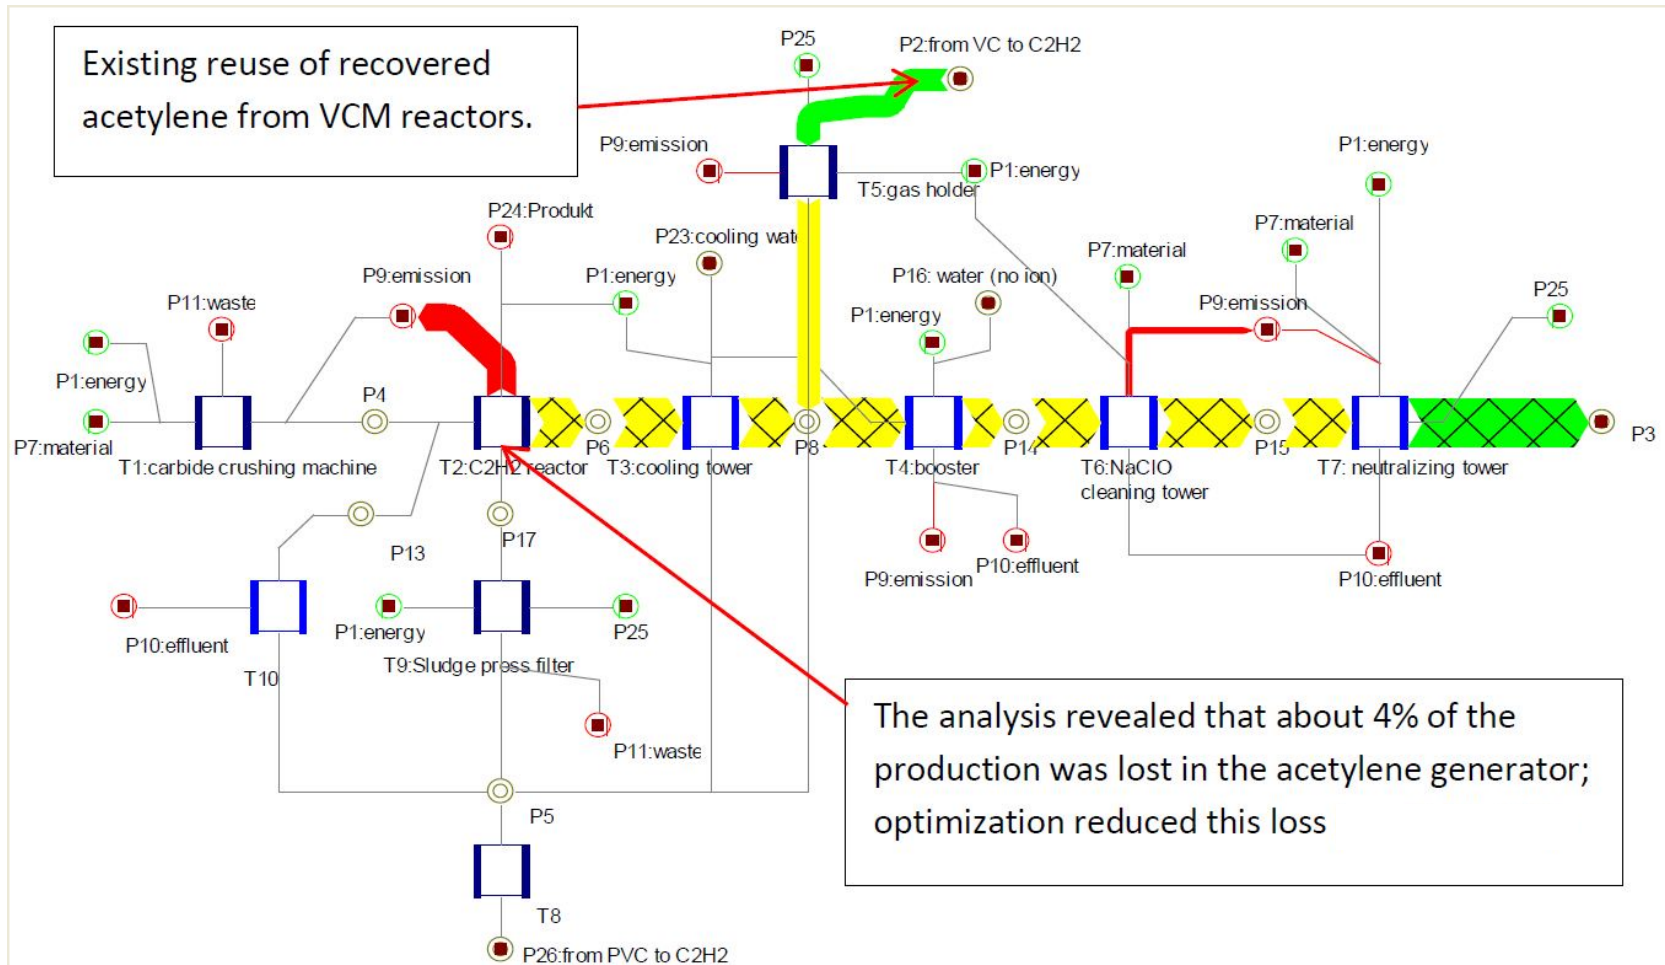 Existing reuse of recovered
acetylene from VCM reactors.
P25
P2:from VC to C2H2
P9:emission
P1:energy
T5:gas holder
P1:energy
P24:Produkt
P23:cooling wate
P7:material
P7:material
P9:emission
P1:energy
P16: water (no ion)
P9:emission
P25
P11:waste
P1:energy
P1:energy
P4
P7:material
P6
P8
P14
P15
P3
T1:carbide crushing machine
T2:C2H2 reactor
T3:cooling tower
T4:booster
T6:NaClO
cleaning tower
T7: neutralizing tower
P13
P17
P9:emission
P10:effluent
P10:effluent
P10:effluent
P1:energy
P25
T9:Sludge press filter
T10
P11:waste
The analysis revealed that about 4% of the
production was lost in the acetylene generator;
optimization reduced this loss
P5
T8
P26:from PVC to C2H2